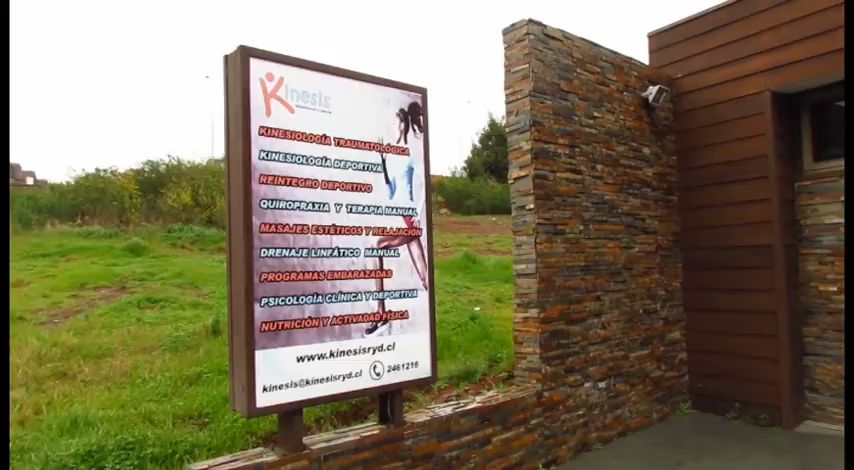 Kinesis
KINESIOLOGÍA TRAUMATOLÓGICA
KINESIOLOGÍA DEPORTIVA
REINTEGRO DEPORTIVO
QUIROPRAXIA Y TERAPIA MANUAL
MASAJES ESTÉTICOS Y RELAJACIÓN
DRENAJE LINFÁTICO MANUAL
PROGRAMAS EMBARAZADAS
PSICOLOGÍA CLÍNICA Y DEPORTIVA
NUTRICIÓN Y ACTIVADAD FÍSICA
www.kinesisryd.cl
kinesis@kinesisryd.cl 2461216